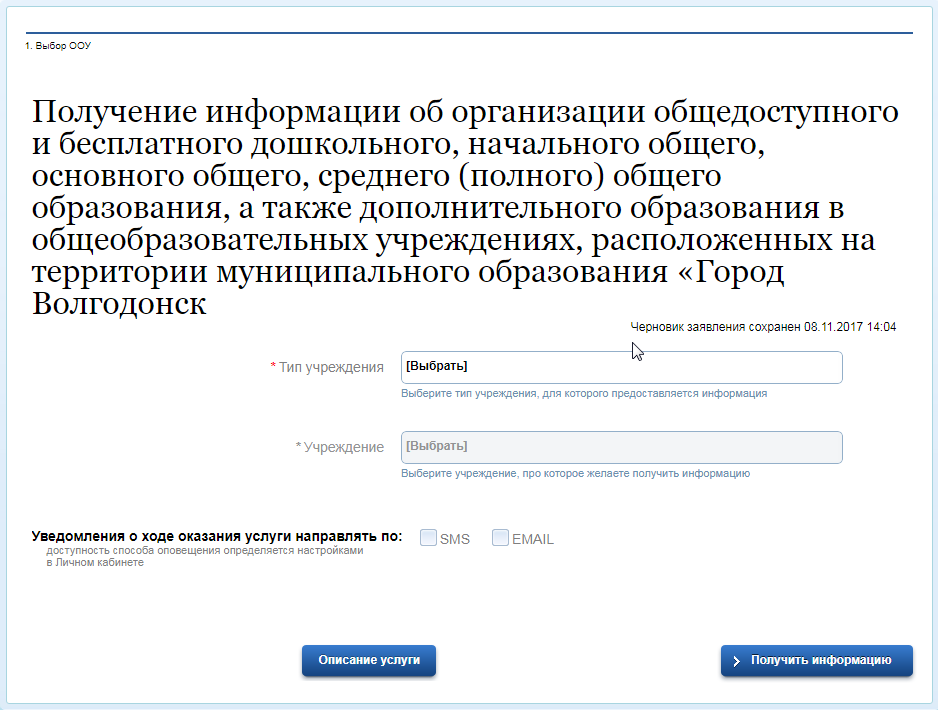 1. Выбор ООУ
Получение информации об организации общедоступного
и бесплатного дошкольного, начального общего,
основного общего, среднего (полного) общего
образования, а также дополнительного образования в
общеобразовательных учреждениях, расположенных на
территории муниципального образования «Город
Волгодонск
Черновик заявления сохранен 08.11.2017 14:04
* Тип учреждения [Выбрать]
Выберите тип учреждения, для которого предоставляется информация
* Учреждение [Выбрать]
Выберите учреждение, про которое желаете получить информацию
Уведомления о ходе оказания услуги направлять по: SMS EMAIL
доступность способа оповещения определяется настройками
в Личном кабинете
Описание услуги Получить информацию